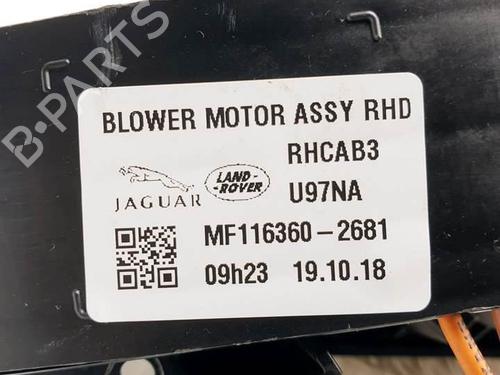 B-PARTS
BLOWER MOTOR ASSY RHD
RHCAB3
JAGUAR
LAND-
-ROVER
U97NA
MF116360-2681
09h23 19.10.18